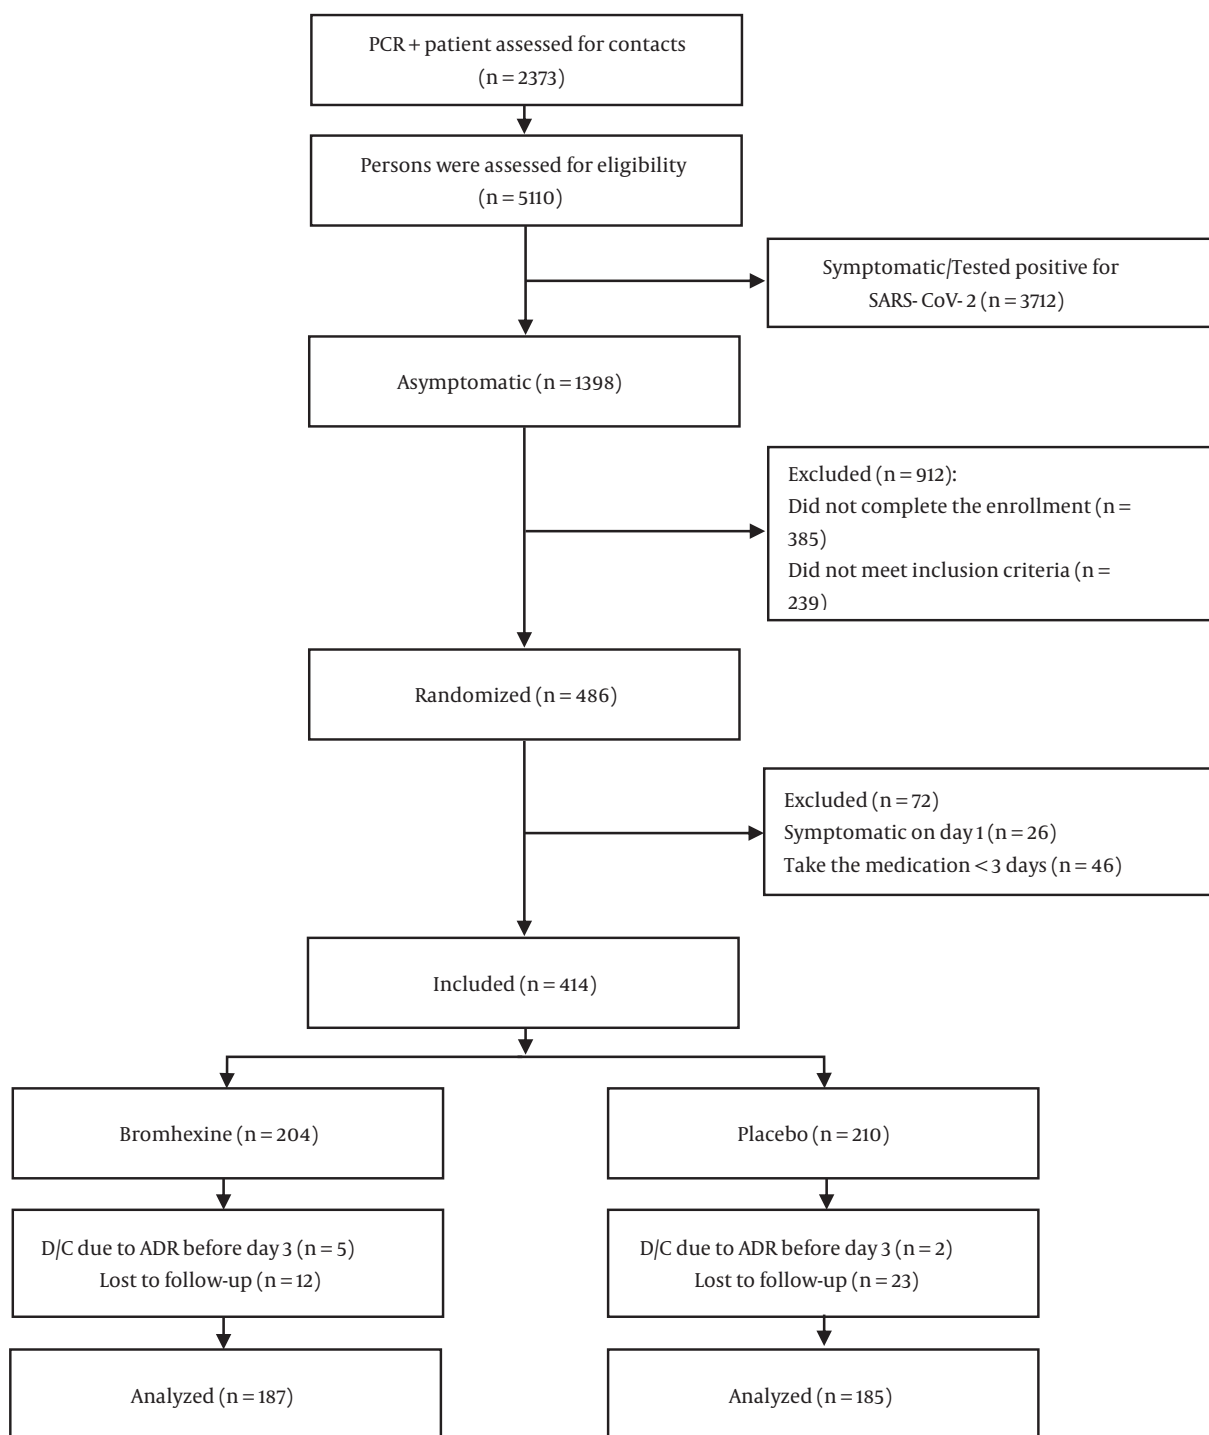 PCR + patient assessed for contacts
(n = 2373)
Persons were assessed for eligibility
(n = 5110)
Symptomatic/Tested positive for
SARS- CoV- 2 (n = 3712)
Asymptomatic (n = 1398)
Excluded (n = 912):
Did not complete the enrollment (n =
385)
Did not meet inclusion criteria (n =
239)
Randomized (n = 486)
Excluded (n = 72)
Symptomatic on day 1 (n = 26)
Take the medication < 3 days (n = 46)
Included (n = 414)
Bromhexine (n = 204)
Placebo (n = 210)
D/C due to ADR before day 3 (n = 5)
Lost to follow-up (n = 12)
D/C due to ADR before day 3 (n = 2)
Lost to follow-up (n = 23)
Analyzed (n = 187)
Analyzed (n = 185)